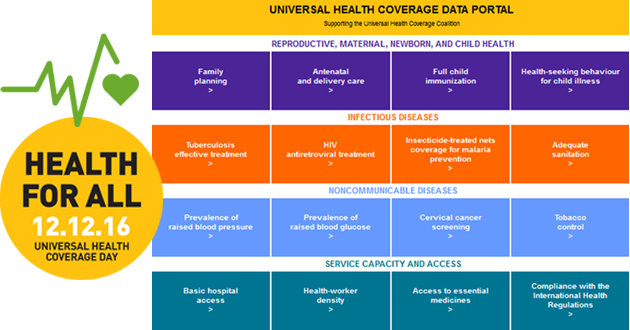 HEALTH
FOR ALL
12.12.16
UNIVERSAL HEALTH
COVERAGE DAY
UNIVERSAL HEALTH COVERAGE DATA PORTAL
Supporting the Universal Health Coverage Coalition
REPRODUCTIVE, MATERNAL, NEWBORN, AND CHILD HEALTH
Family
planning
>
Antenatal
and delivery care
>
Full child
immunization
>
Health-seeking behaviour
for child illness
>
INFECTIOUS DISEASES
Tuberculosis
effective treatment
>
HIV
antiretroviral treatment
>
Insecticide-treated nets
coverage for malaria
prevention
>
Adequate
sanitation
>
NONCOMMUNICABLE DISEASES
Prevalence of
raised blood pressure
>
Prevalence of
raised blood glucose
>
Cervical cancer
screening
>
Tobacco
control
>
SERVICE CAPACITY AND ACCESS
Basic hospital
access
>
Health-worker
density
>
Access to essential
medicines
>
Compliance with the
International Health
Regulations
>